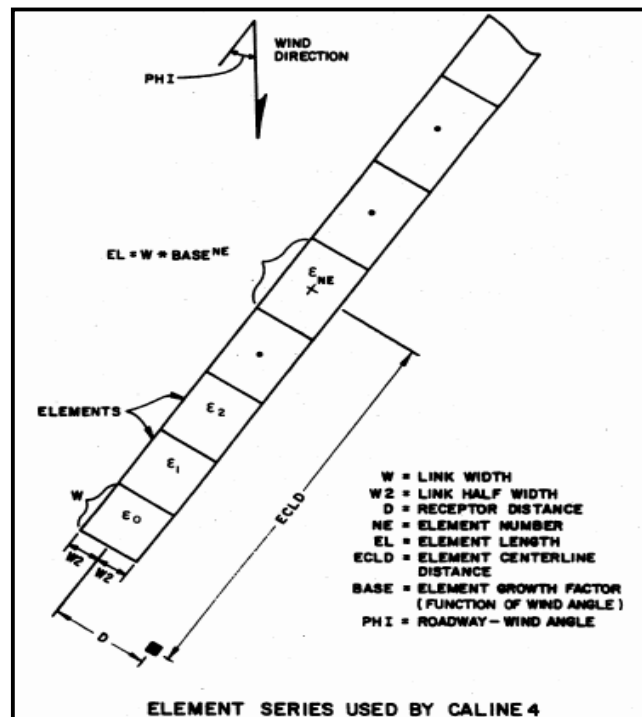 WIND
DIRECTION
PHI
EL = W * BASE^NE
ε NE
ELEMENTS
ε2
ε1
W
ε0
W2
W2
D
ECLD
W = LINK WIDTH
W2 = LINK HALF WIDTH
D = RECEPTOR DISTANCE
NE = ELEMENT NUMBER
EL = ELEMENT LENGTH
ECLD = ELEMENT CENTERLINE
DISTANCE
BASE = ELEMENT GROWTH FACTOR
(FUNCTION OF WIND ANGLE)
PHI = ROADWAY-WIND ANGLE
ELEMENT SERIES USED BY CALINE 4